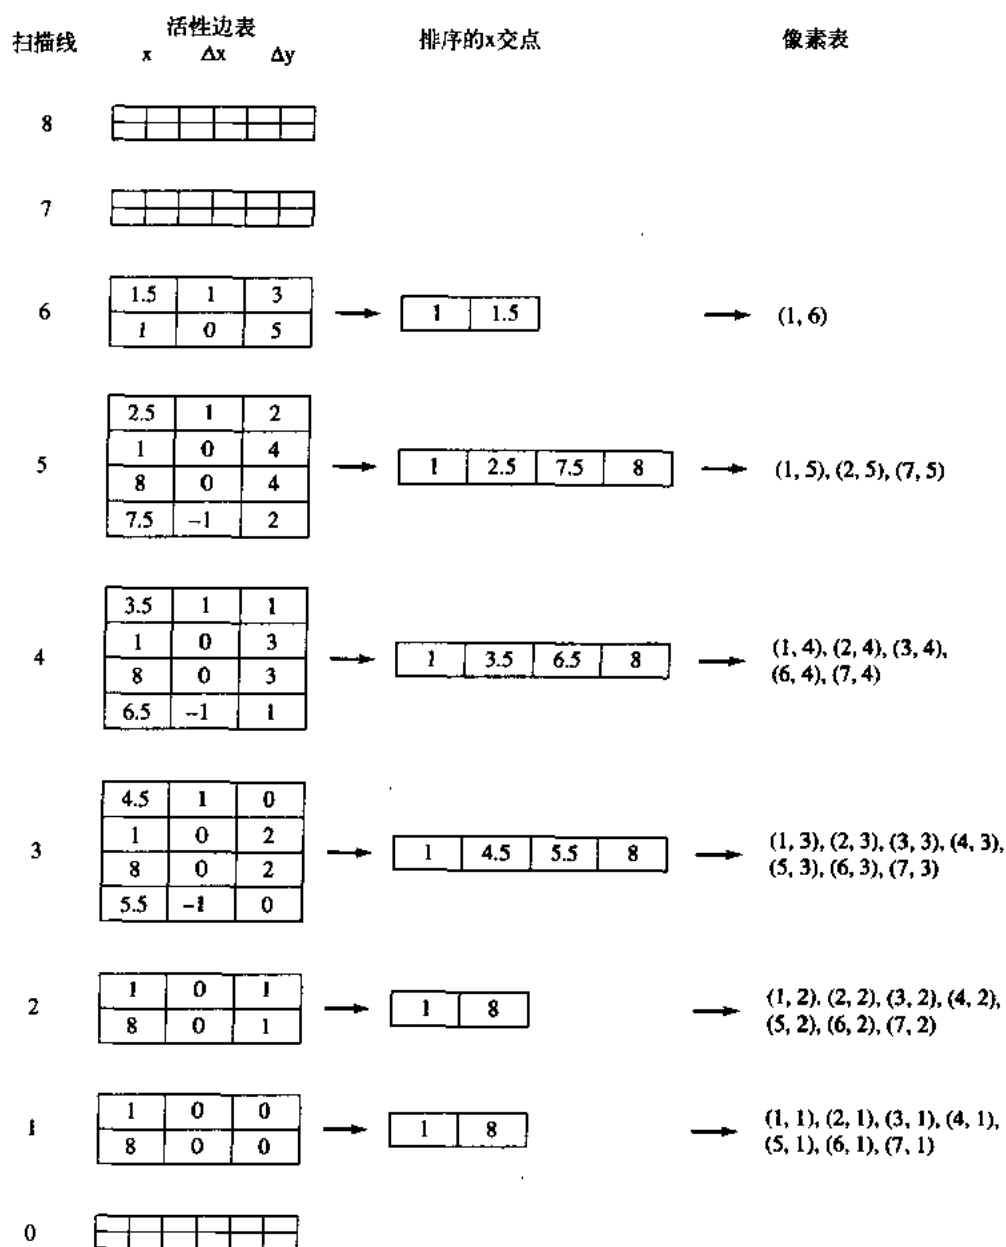 扫描线 活性边表 排序的x交点 像素表
x Δx Δy
8
7
6
1.5 1 3
1 0 5
1 1.5
(1, 6)
5
2.5 1 2
1 0 4
8 0 4
7.5 −1 2
1 2.5 7.5 8
(1, 5), (2, 5), (7, 5)
4
3.5 1 1
1 0 3
8 0 3
6.5 −1 1
1 3.5 6.5 8
(1, 4), (2, 4), (3, 4),
(6, 4), (7, 4)
3
4.5 1 0
1 0 2
8 0 2
5.5 −1 0
1 4.5 5.5 8
(1, 3), (2, 3), (3, 3), (4, 3),
(5, 3), (6, 3), (7, 3)
2
1 0 1
8 0 1
1 8
(1, 2). (2, 2), (3, 2), (4, 2),
(5, 2), (6, 2), (7, 2)
1
1 0 0
8 0 0
1 8
(1, 1), (2, 1), (3, 1), (4, 1),
(5, 1), (6, 1), (7, 1)
0